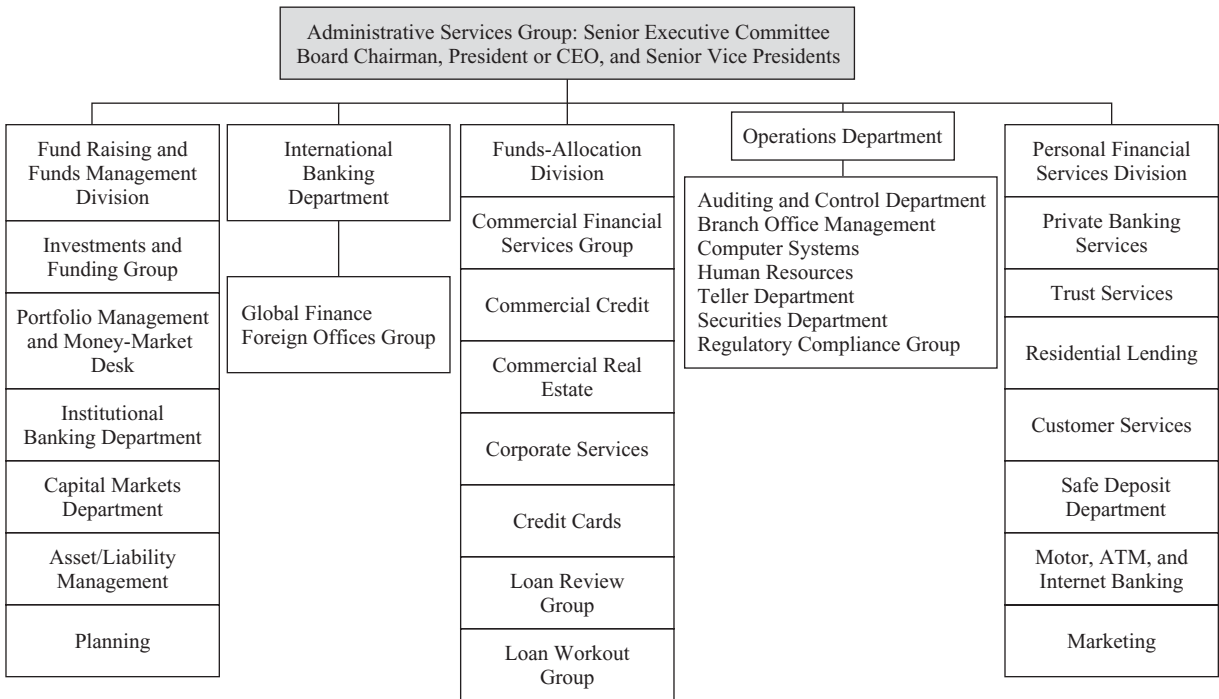 Administrative Services Group: Senior Executive Committee
Board Chairman, President or CEO, and Senior Vice Presidents
Fund Raising and
Funds Management
Division
Investments and
Funding Group
Portfolio Management
and Money-Market
Desk
Institutional
Banking Department
Capital Markets
Department
Asset/Liability
Management
Planning
International
Banking
Department
Global Finance
Foreign Offices Group
Funds-Allocation
Division
Commercial Financial
Services Group
Commercial Credit
Commercial Real
Estate
Corporate Services
Credit Cards
Loan Review
Group
Loan Workout
Group
Operations Department
Auditing and Control Department
Branch Office Management
Computer Systems
Human Resources
Teller Department
Securities Department
Regulatory Compliance Group
Personal Financial
Services Division
Private Banking
Services
Trust Services
Residential Lending
Customer Services
Safe Deposit
Department
Motor, ATM, and
Internet Banking
Marketing